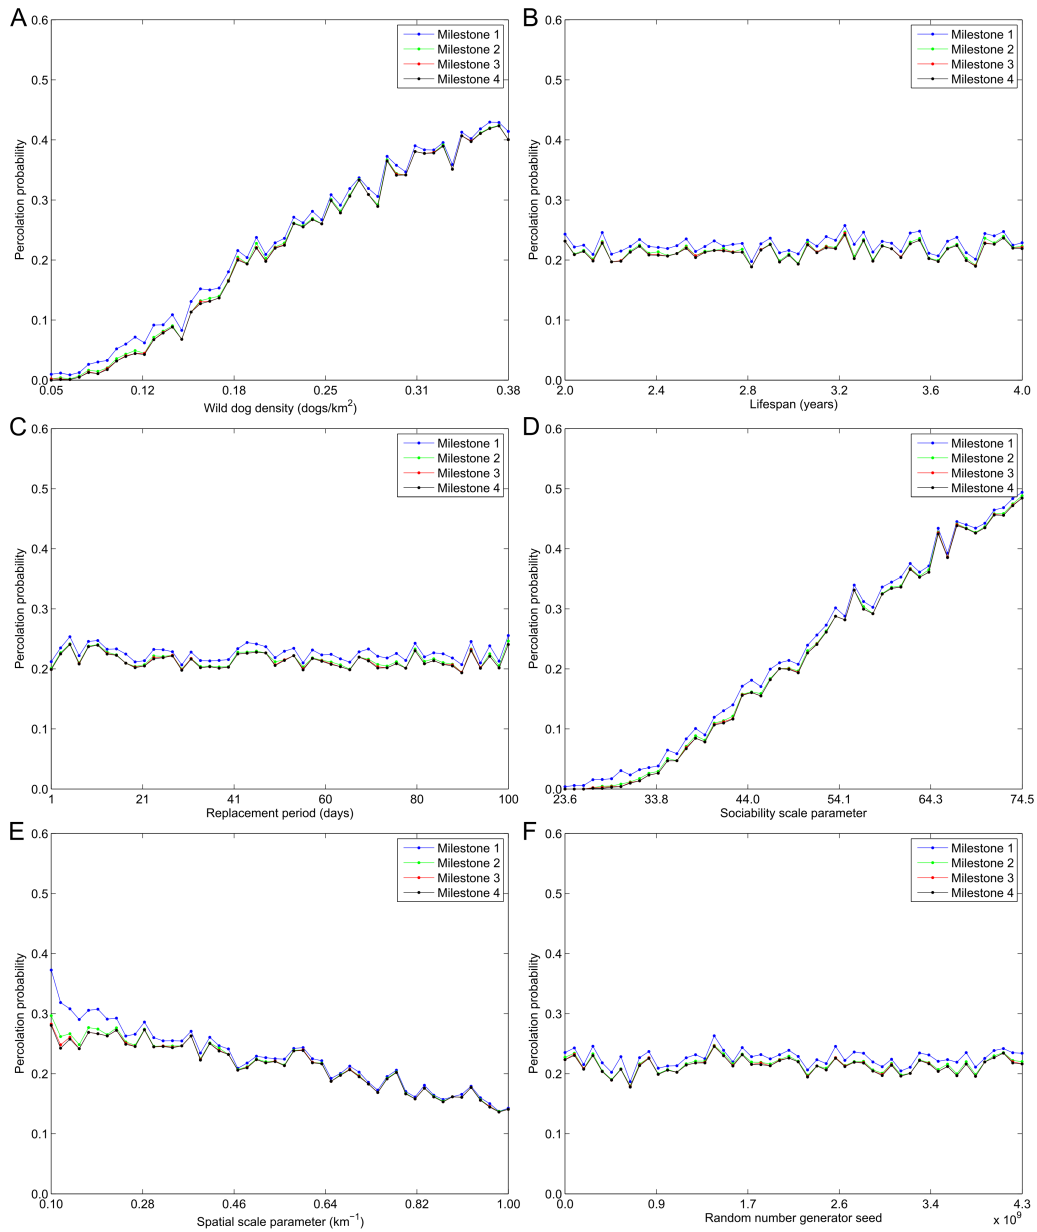 A
0.6
0.5
0.4
0.3
0.2
0.1
0.0
Percolation probability
Milestone 1
Milestone 2
Milestone 3
Milestone 4
0.05 0.12 0.18 0.25 0.31 0.38
Wild dog density (dogs/km²)
B
0.6
0.5
0.4
0.3
0.2
0.1
0.0
Percolation probability
Milestone 1
Milestone 2
Milestone 3
Milestone 4
2.0 2.4 2.8 3.2 3.6 4.0
Lifespan (years)
C
0.6
0.5
0.4
0.3
0.2
0.1
0.0
Percolation probability
Milestone 1
Milestone 2
Milestone 3
Milestone 4
1 21 41 60 80 100
Replacement period (days)
D
0.6
0.5
0.4
0.3
0.2
0.1
0.0
Percolation probability
Milestone 1
Milestone 2
Milestone 3
Milestone 4
23.6 33.8 44.0 54.1 64.3 74.5
Sociability scale parameter
E
0.6
0.5
0.4
0.3
0.2
0.1
0.0
Percolation probability
Milestone 1
Milestone 2
Milestone 3
Milestone 4
0.10 0.28 0.46 0.64 0.82 1.00
Spatial scale parameter (km⁻¹)
F
0.6
0.5
0.4
0.3
0.2
0.1
0.0
Percolation probability
Milestone 1
Milestone 2
Milestone 3
Milestone 4
0.0 0.9 1.7 2.6 3.4 4.3
Random number generator seed
x 10⁹